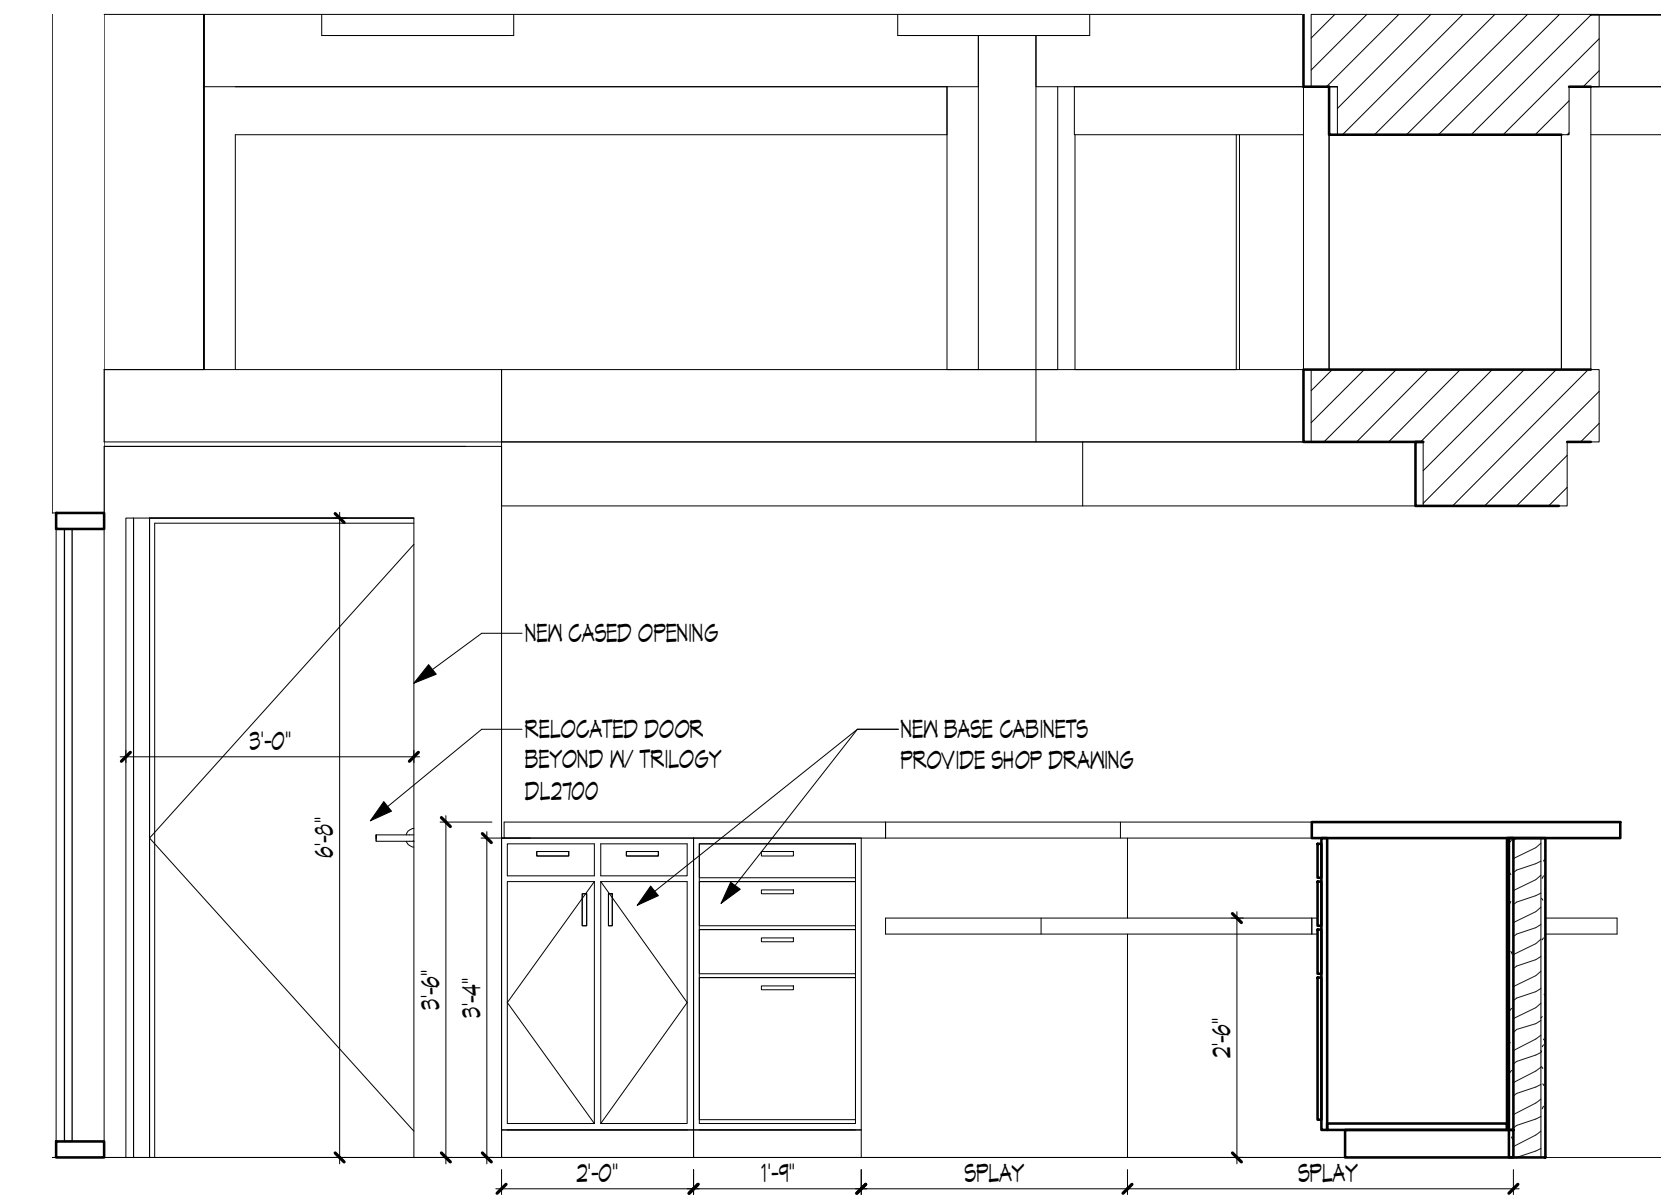 NEW CASED OPENING
RELOCATED DOOR
BEYOND W/ TRILOGY
DL2700
NEW BASE CABINETS
PROVIDE SHOP DRAWING
3'-0"
6'-8"
3'-6"
3'-4"
2'-6"
2'-0"
1'-9"
SPLAY
SPLAY